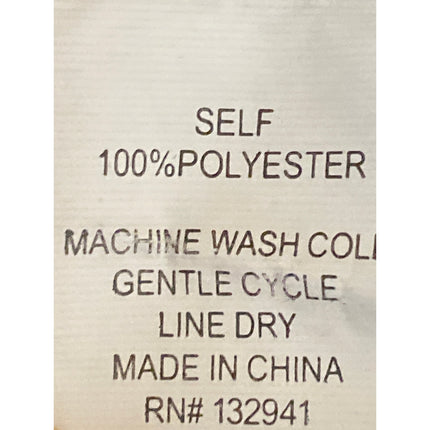 SELF
100%POLYESTER
MACHINE WASH COL
GENTLE CYCLE
LINE DRY
MADE IN CHINA
RN# 132941